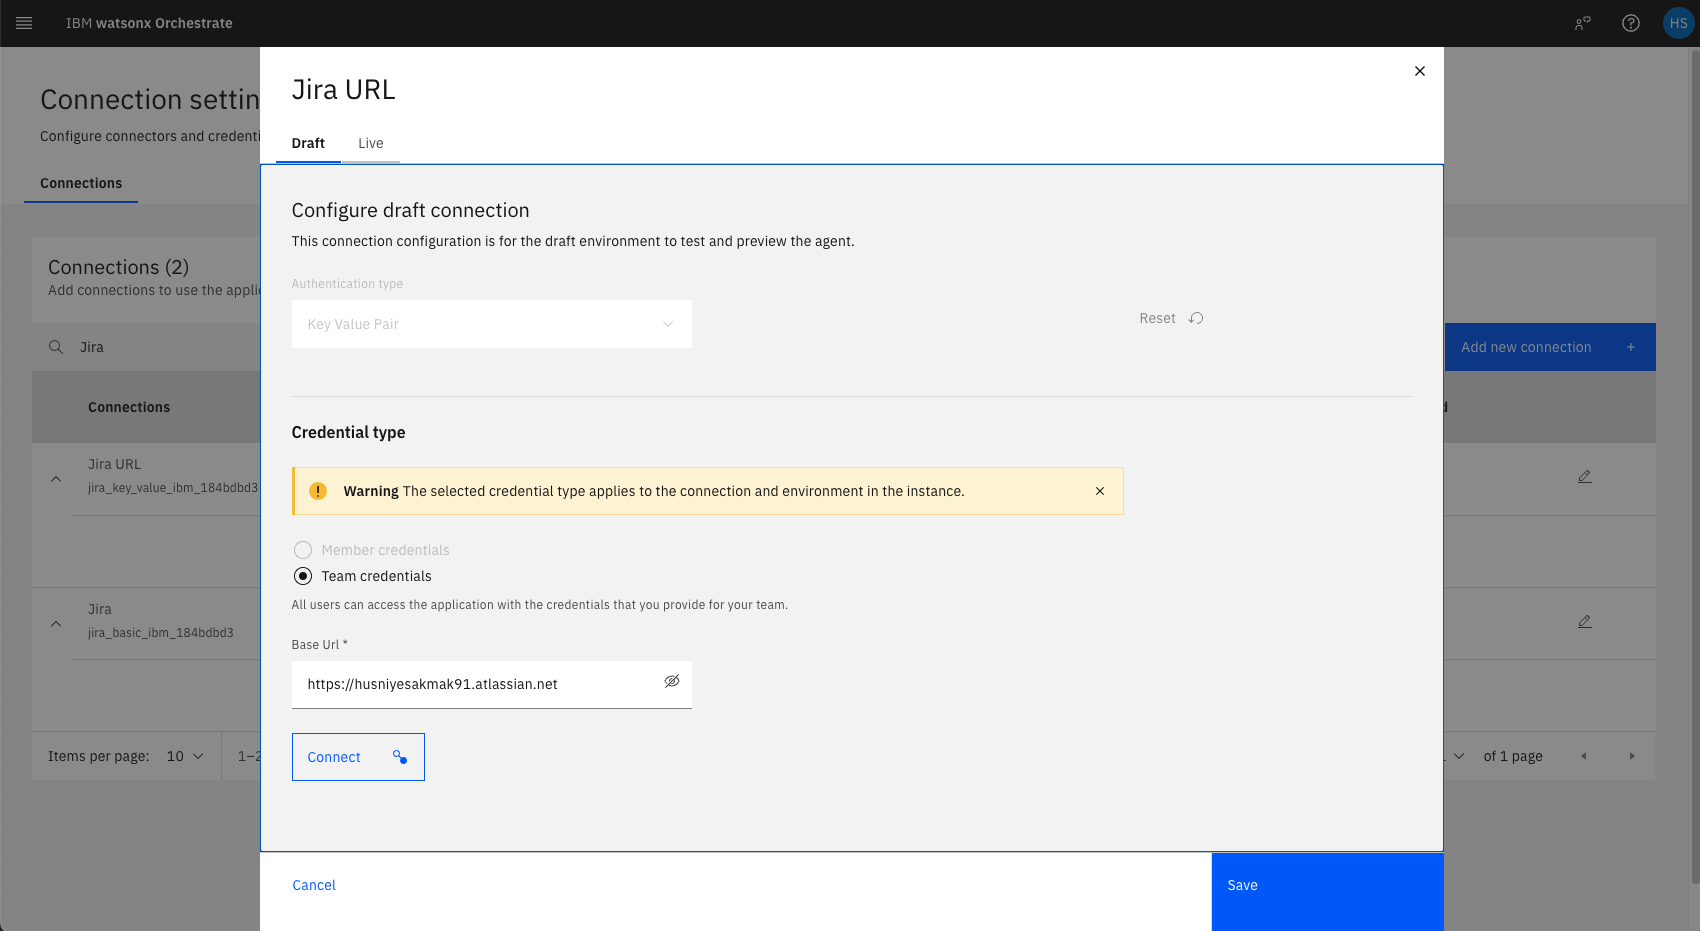 IBM watsonx Orchestrate
HS
Connection settin
Configure connectors and credenti
Connections
Connections (2)
Add connections to use the appli
Jira
Add new connection +
Connections
Jira URL
jira_key_value_ibm_184bdbd3
Jira
jira_basic_ibm_184bdbd3
Items per page: 10
1–2
of 1 page
Jira URL
Draft Live
Configure draft connection
This connection configuration is for the draft environment to test and preview the agent.
Authentication type
Key Value Pair
Reset
Credential type
Warning The selected credential type applies to the connection and environment in the instance.
Member credentials
Team credentials
All users can access the application with the credentials that you provide for your team.
Base Url *
https://husniyesakmak91.atlassian.net
Connect
Cancel
Save